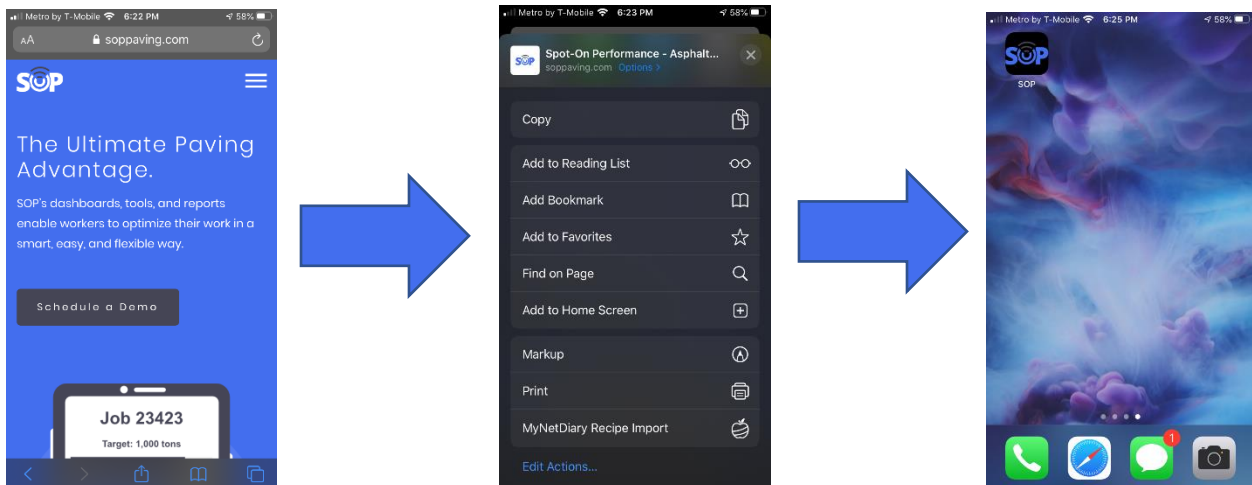 Metro by T-Mobile 6:22 PM 58%
AA soppaving.com
SOP
The Ultimate Paving
Advantage.
SOP's dashboards, tools, and reports
enable workers to optimize their work in a
smart, easy, and flexible way.
Schedule a Demo
Job 23423
Target: 1,000 tons
Metro by T-Mobile 6:23 PM 58%
SOP
Spot-On Performance - Asphalt...
soppaving.com Options >
Copy
Add to Reading List
Add Bookmark
Add to Favorites
Find on Page
Add to Home Screen
Markup
Print
MyNetDiary Recipe Import
Edit Actions...
Metro by T-Mobile 6:25 PM 58%
SOP
SOP
1